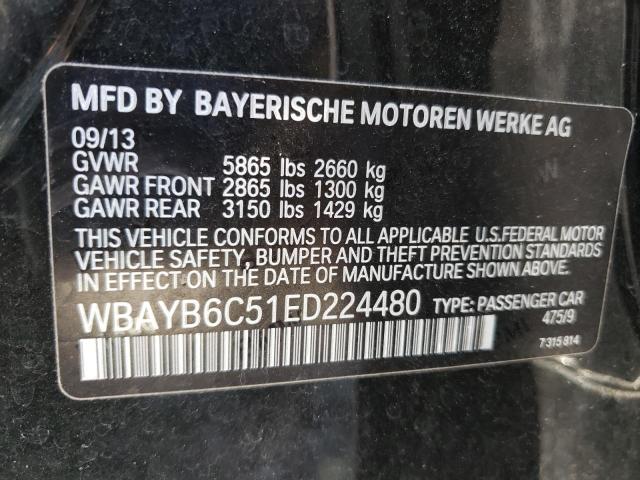 MFD BY BAYERISCHE MOTOREN WERKE AG
09/13
GVWR 5865 lbs 2660 kg
GAWR FRONT 2865 lbs 1300 kg
GAWR REAR 3150 lbs 1429 kg
THIS VEHICLE CONFORMS TO ALL APPLICABLE U.S.FEDERAL MOTOR
VEHICLE SAFETY, BUMPER AND THEFT PREVENTION STANDARDS
IN EFFECT ON THE DATE OF MANUFACTURE SHOWN ABOVE.
WBAYB6C51ED224480 TYPE: PASSENGER CAR
475/9
7 315 814